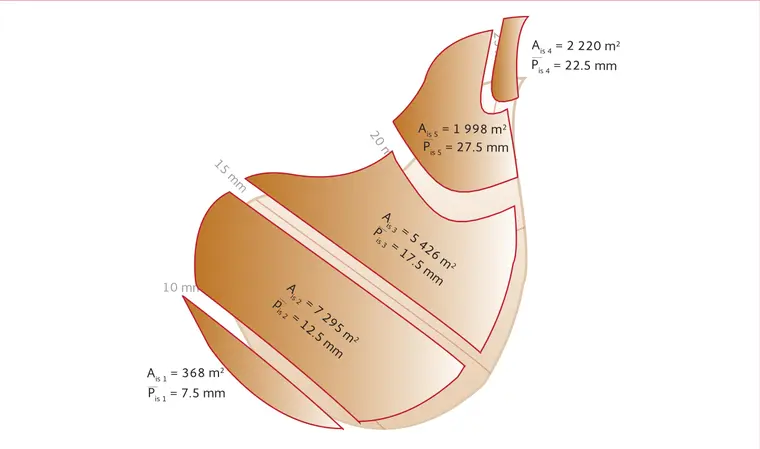 A is 4 = 2 220 m²
P̅ is 4 = 22.5 mm
A is 5 = 1 998 m²
P̅ is 5 = 27.5 mm
20 m
15 mm
A is 3 = 5 426 m²
P̅ is 3 = 17.5 mm
10 mm
A is 2 = 7 295 m²
P̅ is 2 = 12.5 mm
A is 1 = 368 m²
P̅ is 1 = 7.5 mm